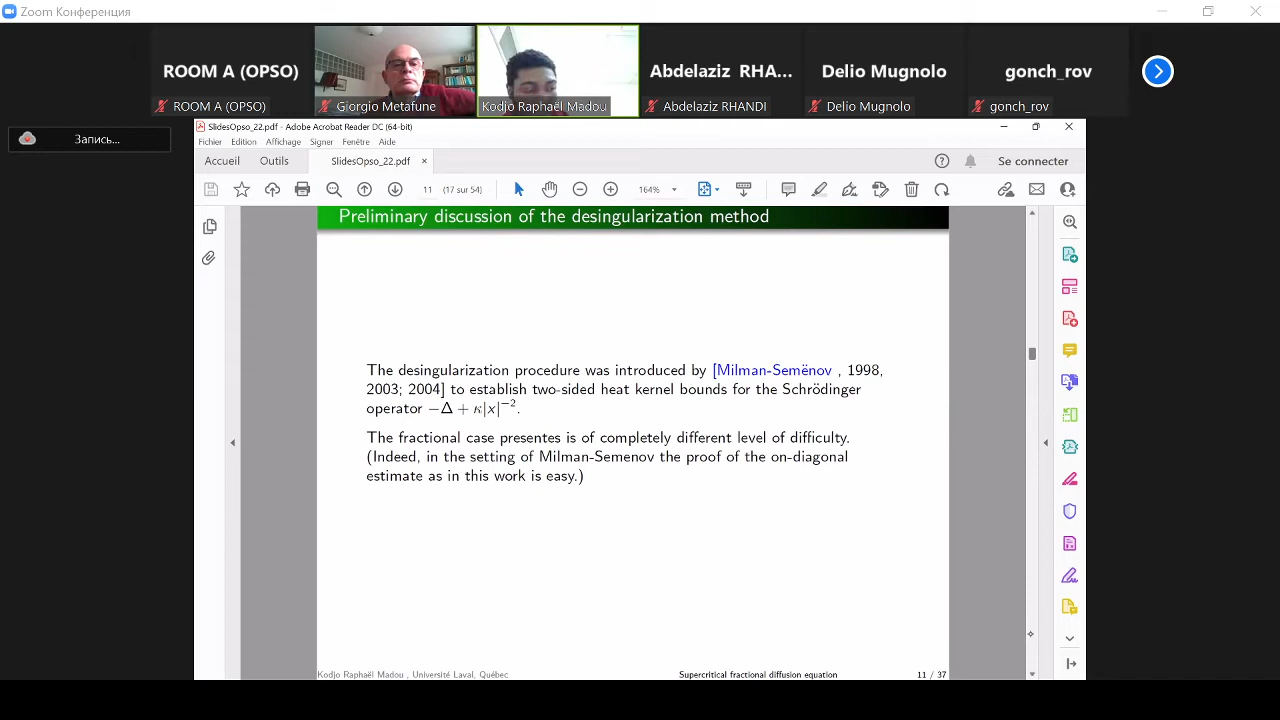 Zoom Конференция
ROOM A (OPSO)
Abdelaziz RHA...
Delio Mugnolo
gonch_rov
ROOM A (OPSO)
Giorgio Metafune
Kodjo Raphaël Madou
Abdelaziz RHANDI
Delio Mugnolo
gonch_rov
Запись...
SlidesOpso_22.pdf - Adobe Acrobat Reader DC (64-bit)
Fichier Edition Affichage Signer Fenêtre Aide
Accueil Outils SlidesOpso_22.pdf × Se connecter
11 (17 sur 54) 164%
Preliminary discussion of the desingularization method
The desingularization procedure was introduced by [Milman-Semënov , 1998,
2003; 2004] to establish two-sided heat kernel bounds for the Schrödinger
operator −Δ + κ|x|⁻².
The fractional case presentes is of completely different level of difficulty.
(Indeed, in the setting of Milman-Semenov the proof of the on-diagonal
estimate as in this work is easy.)
Kodjo Raphaël Madou , Université Laval, Québec Supercritical fractional diffusion equation 11 / 37